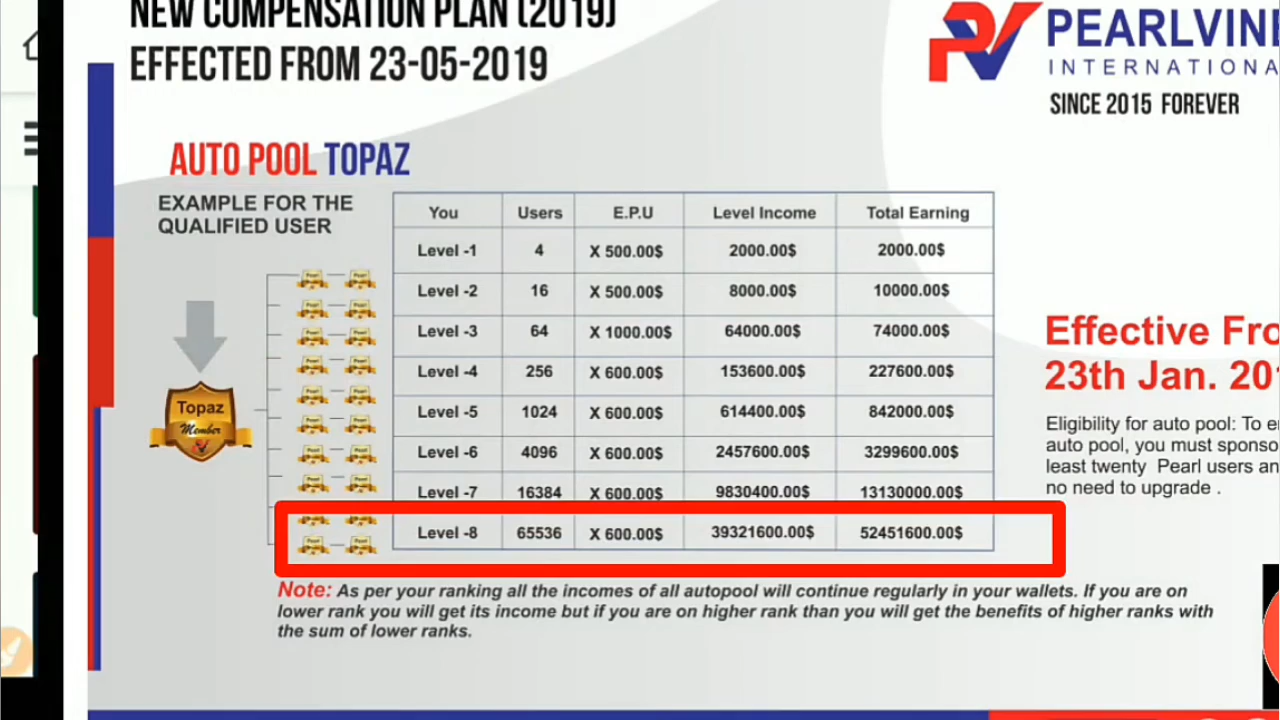 NEW COMPENSATION PLAN (2019)
EFFECTED FROM 23-05-2019
PEARLVINE
INTERNATIONA
SINCE 2015 FOREVER
AUTO POOL TOPAZ
EXAMPLE FOR THE
QUALIFIED USER
Topaz
Member
You Users E.P.U Level Income Total Earning
Level -1 4 X 500.00$ 2000.00$ 2000.00$
Level -2 16 X 500.00$ 8000.00$ 10000.00$
Level -3 64 X 1000.00$ 64000.00$ 74000.00$
Level -4 256 X 600.00$ 153600.00$ 227600.00$
Level -5 1024 X 600.00$ 614400.00$ 842000.00$
Level -6 4096 X 600.00$ 2457600.00$ 3299600.00$
Level -7 16384 X 600.00$ 9830400.00$ 13130000.00$
Level -8 65536 X 600.00$ 39321600.00$ 52451600.00$
Effective Fro
23th Jan. 201
Eligibility for auto pool: To e
auto pool, you must sponso
least twenty Pearl users an
no need to upgrade .
Note: As per your ranking all the incomes of all autopool will continue regularly in your wallets. If you are on
lower rank you will get its income but if you are on higher rank than you will get the benefits of higher ranks with
the sum of lower ranks.